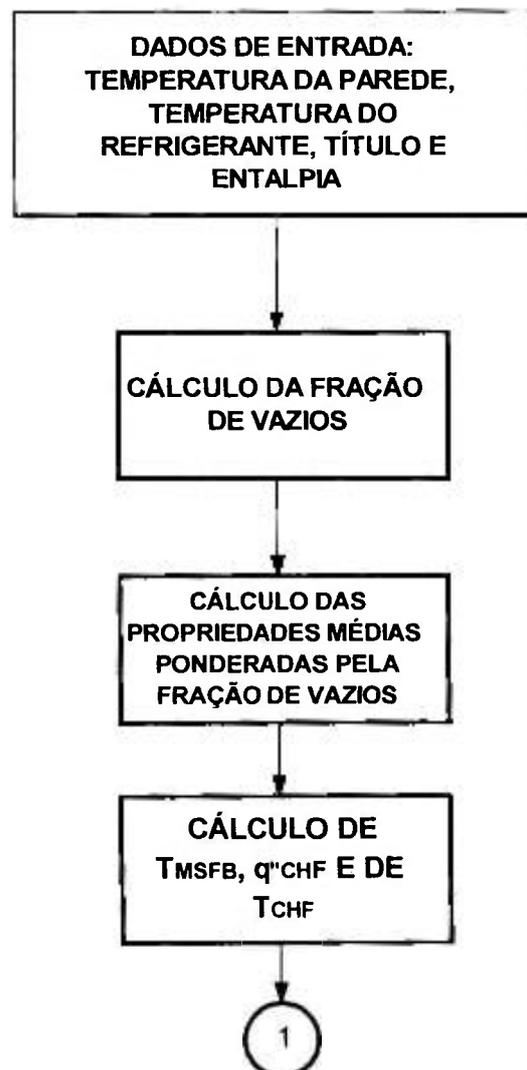 DADOS DE ENTRADA:
TEMPERATURA DA PAREDE,
TEMPERATURA DO
REFRIGERANTE, TÍTULO E
ENTALPIA
CÁLCULO DA FRAÇÃO
DE VAZIOS
CÁLCULO DAS
PROPRIEDADES MÉDIAS
PONDERADAS PELA
FRAÇÃO DE VAZIOS
CÁLCULO DE
TMSFB, q"CHF E DE
TCHF
1